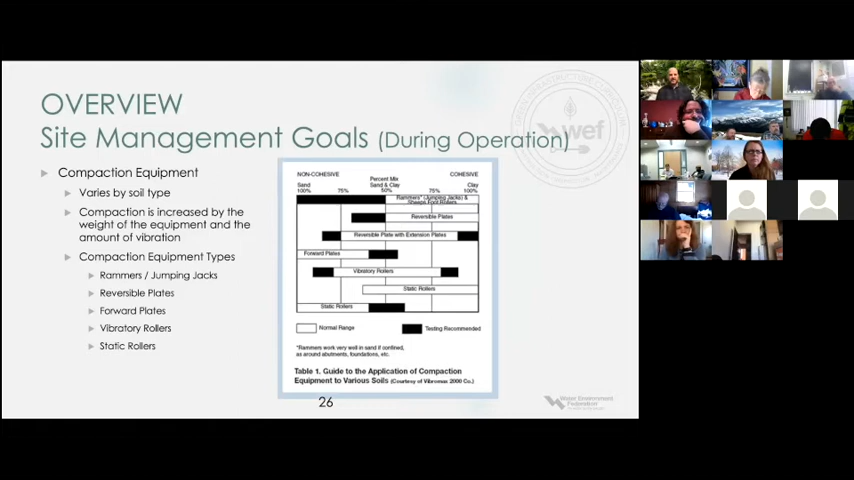 OVERVIEW
Site Management Goals (During Operation)
Compaction Equipment
Varies by soil type
Compaction is increased by the
weight of the equipment and the
amount of vibration
Compaction Equipment Types
Rammers / Jumping Jacks
Reversible Plates
Forward Plates
Vibratory Rollers
Static Rollers
NON-COHESIVE COHESIVE
Percent Mix
Sand Sand & Clay Clay
100% 75% 50% 75% 100%
Rammers* (Jumping Jacks) &
Sheeps Foot Rollers
Reversible Plates
Reversible Plate with Extension Plates
Forward Plates
Vibratory Rollers
Static Rollers
Static Rollers
Normal Range Testing Recommended
*Rammers work very well in sand if confined,
as around abutments, foundations, etc.
Table 1. Guide to the Application of Compaction
Equipment to Various Soils (Courtesy of Vibromax 2000 Co.)
26
wef
Water Environment
Federation